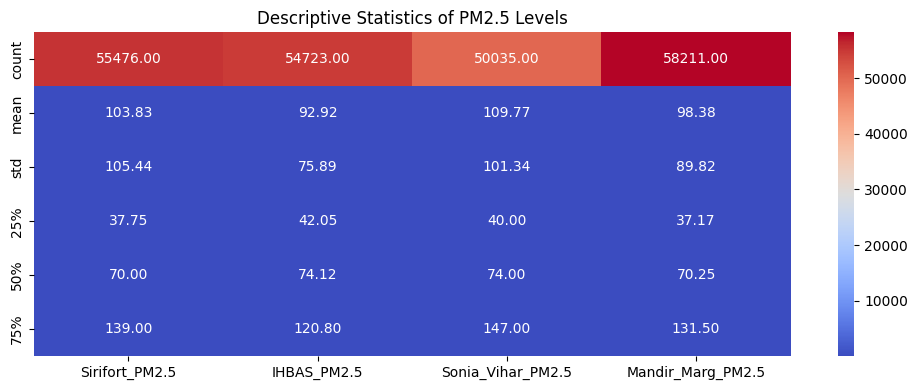 Descriptive Statistics of PM2.5 Levels
count 55476.00 54723.00 50035.00 58211.00
mean 103.83 92.92 109.77 98.38
std 105.44 75.89 101.34 89.82
25% 37.75 42.05 40.00 37.17
50% 70.00 74.12 74.00 70.25
75% 139.00 120.80 147.00 131.50
Sirifort_PM2.5 IHBAS_PM2.5 Sonia_Vihar_PM2.5 Mandir_Marg_PM2.5
50000
40000
30000
20000
10000